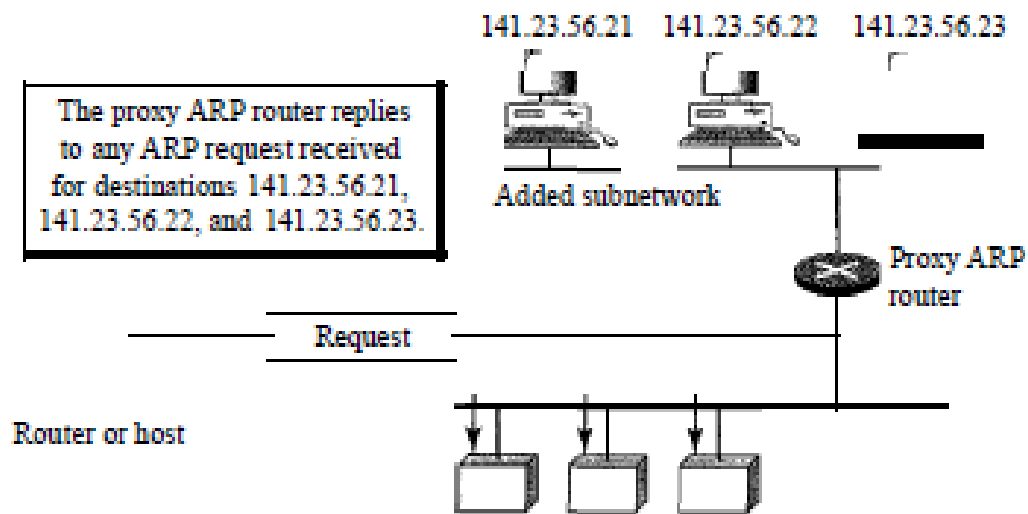 141.23.56.21 141.23.56.22 141.23.56.23
The proxy ARP router replies
to any ARP request received
for destinations 141.23.56.21,
141.23.56.22, and 141.23.56.23.
Added subnetwork
Proxy ARP
router
Request
Router or host